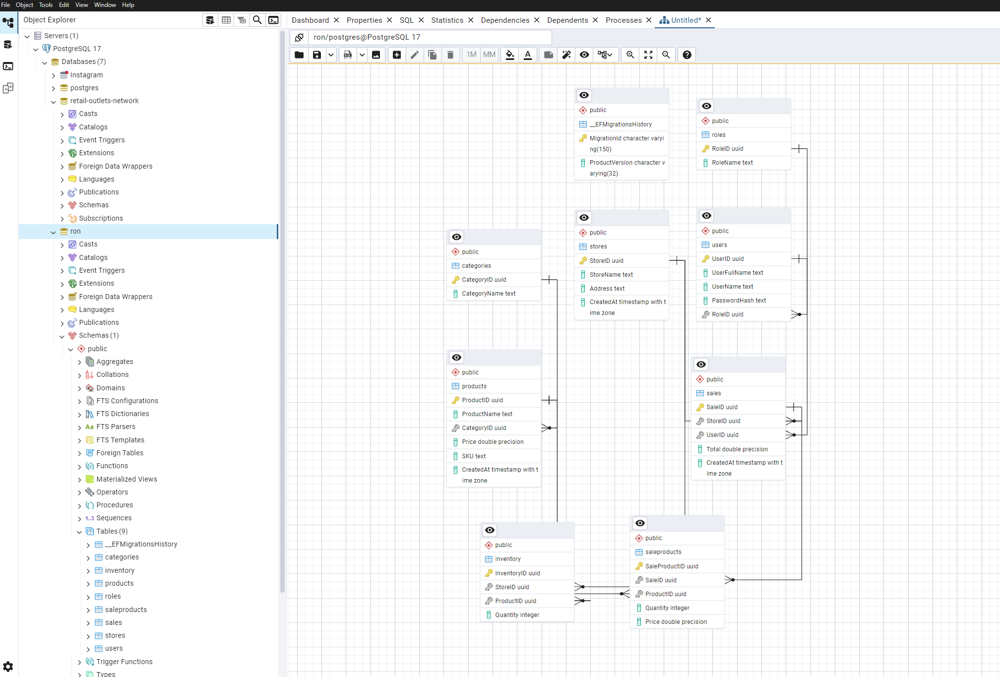 File Object Tools Edit View Window Help
Object Explorer
Servers (1)
PostgreSQL 17
Databases (7)
Instagram
postgres
retail-outlets-network
Casts
Catalogs
Event Triggers
Extensions
Foreign Data Wrappers
Languages
Publications
Schemas
Subscriptions
ron
Casts
Catalogs
Event Triggers
Extensions
Foreign Data Wrappers
Languages
Publications
Schemas (1)
public
Aggregates
Collations
Domains
FTS Configurations
FTS Dictionaries
Aa FTS Parsers
FTS Templates
Foreign Tables
Functions
Materialized Views
Operators
Procedures
1..3 Sequences
Tables (9)
__EFMigrationsHistory
categories
inventory
products
roles
saleproducts
sales
stores
users
Trigger Functions
Types
Dashboard Properties SQL Statistics Dependencies Dependents Processes Untitled*
ron/postgres@PostgreSQL 17
SQL 1M MM A
public
__EFMigrationsHistory
MigrationId character varyi
ng(150)
ProductVersion character v
arying(32)
public
roles
RoleID uuid
RoleName text
public
categories
CategoryID uuid
CategoryName text
public
stores
StoreID uuid
StoreName text
Address text
CreatedAt timestamp with t
ime zone
public
users
UserID uuid
UserFullName text
UserName text
PasswordHash text
RoleID uuid
public
products
ProductID uuid
ProductName text
CategoryID uuid
Price double precision
SKU text
CreatedAt timestamp with t
ime zone
public
sales
SaleID uuid
StoreID uuid
UserID uuid
Total double precision
CreatedAt timestamp with t
ime zone
public
inventory
InventoryID uuid
StoreID uuid
ProductID uuid
Quantity integer
public
saleproducts
SaleProductID uuid
SaleID uuid
ProductID uuid
Quantity integer
Price double precision